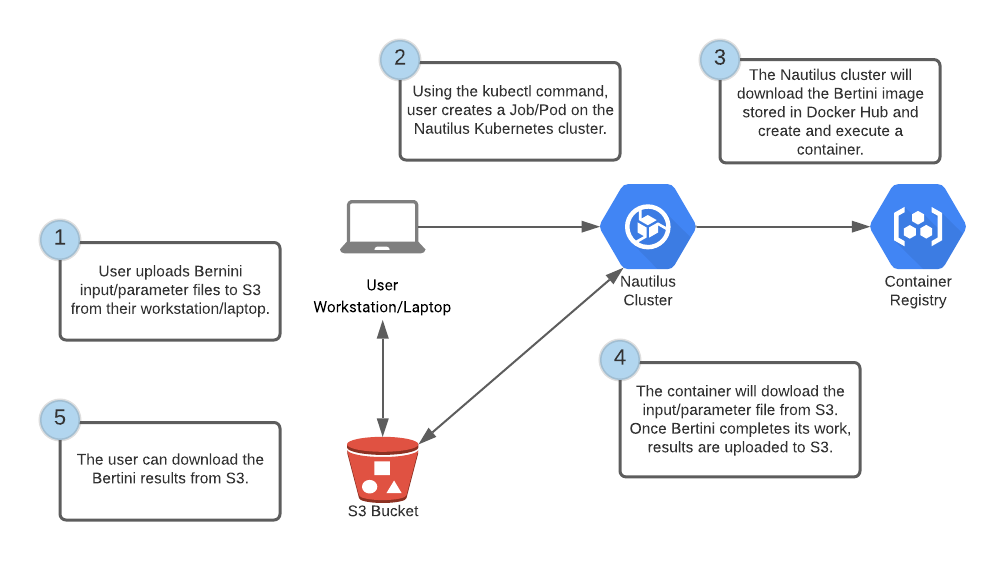 1
User uploads Bernini
input/parameter files to S3
from their workstation/laptop.
2
Using the kubectl command,
user creates a Job/Pod on the
Nautilus Kubernetes cluster.
3
The Nautilus cluster will
download the Bertini image
stored in Docker Hub and
create and execute a
container.
User
Workstation/Laptop
Nautilus
Cluster
Container
Registry
4
The container will dowload the
input/parameter file from S3.
Once Bertini completes its work,
results are uploaded to S3.
5
The user can download the
Bertini results from S3.
S3 Bucket